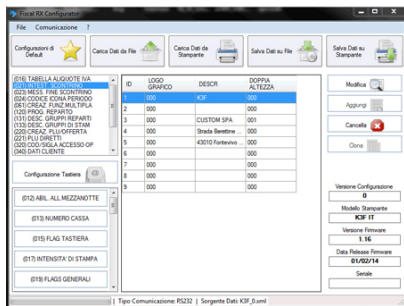 Fiscal RX Configurator
File Comunicazione ?
Configurazioni di Default
Carica Dati da File
Carica Dati da Stampante
Salva Dati su File
Salva Dati su Stampante
(016) TABELLA ALIQUOTE IVA
(021) INTEST. SCONTRINO
(023) MESS. FINE SCONTRINO
(024) CODICE ICONA PERIODO
(061) CREAZ. FUNZ.MULTIPLA
(120) PROG. REPARTO
(131) DESC. GRUPPI REPARTI
(133) DESC. GRUPPI DI STAM
(220) CREAZ. PLU/OFFERTA
(221) PLU DIRETTI
(320) COD/SIGLA ACCESSO OP
(340) DATI CLIENTE
Configurazione Tastiera
(012) ABIL. ALL.MEZZANOTTE
(013) NUMERO CASSA
(015) FLAG TASTIERA
(017) INTENSITA' DI STAMPA
(019) FLAGS GENERALI
ID LOGO GRAFICO DESCR DOPPIA ALTEZZA
1 000 K3F 000
2 000 000
3 000 CUSTOM SPA 001
4 000 Strada Berettine ... 000
5 000 43010 Fontevivo ... 000
6 000 000
7 000 000
8 000 000
9 000 000
Modifica
Aggiungi
Cancella
Clona
Versione Configurazione
0
Modello Stampante
K3F IT
Versione Firmware
1.16
Data Release Firmware
01/02/14
Seriale
Tipo Comunicazione: RS232 | Sorgente Dati: K3F_0.xml